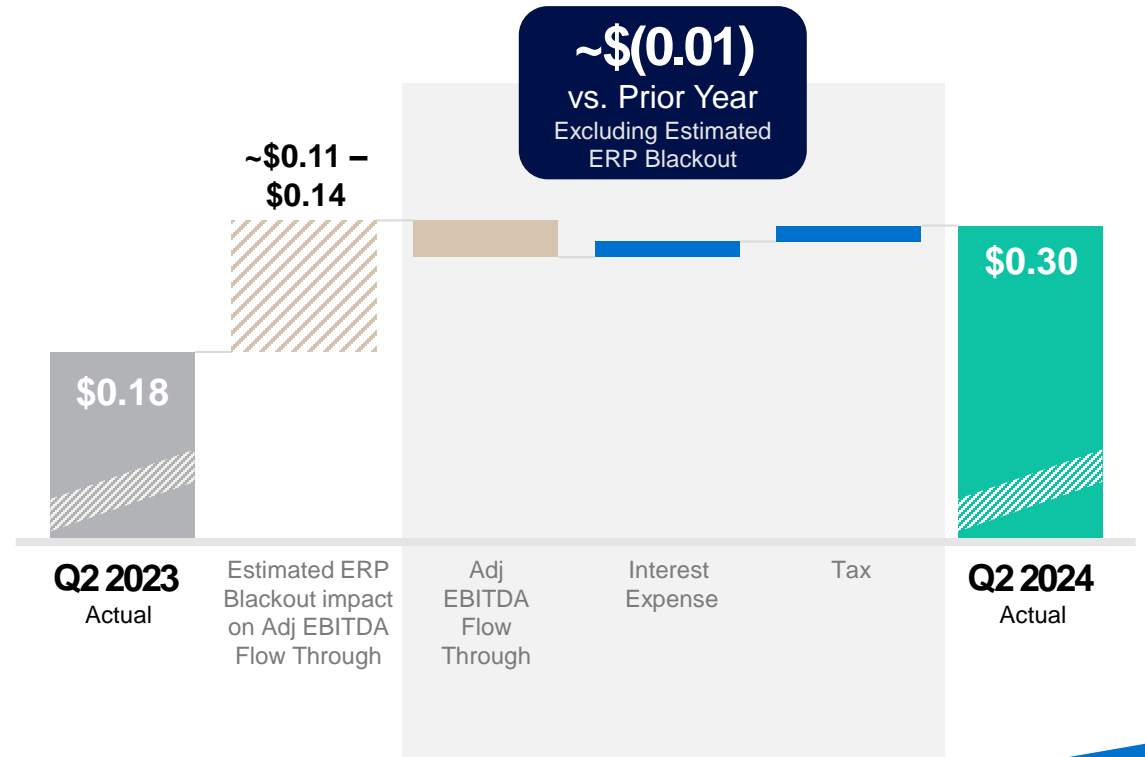 ~$(0.01)
vs. Prior Year
Excluding Estimated
ERP Blackout
~$0.11 –
$0.14
$0.18
$0.30
Q2 2023
Actual
Estimated ERP
Blackout impact
on Adj EBITDA
Flow Through
Adj
EBITDA
Flow
Through
Interest
Expense
Tax
Q2 2024
Actual